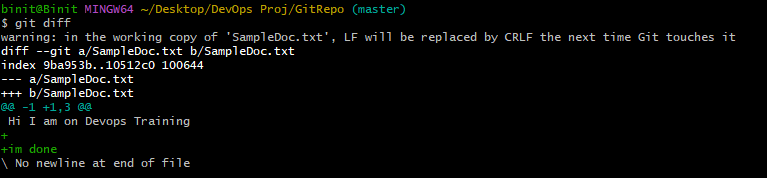 binit@Binit MINGW64 ~/Desktop/DevOps Proj/GitRepo (master)
$ git diff
warning: in the working copy of 'SampleDoc.txt', LF will be replaced by CRLF the next time Git touches it
diff --git a/SampleDoc.txt b/SampleDoc.txt
index 9ba953b..10512c0 100644
--- a/SampleDoc.txt
+++ b/SampleDoc.txt
@@ -1 +1,3 @@
 Hi I am on Devops Training
+
+im done
\ No newline at end of file